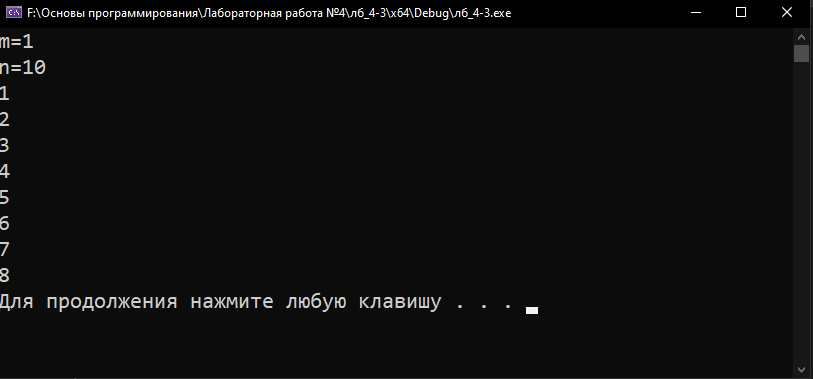 F:\Основы программирования\Лабораторная работа №4\лб_4-3\x64\Debug\лб_4-3.exe
m=1
n=10
1
2
3
4
5
6
7
8
Для продолжения нажмите любую клавишу . . .